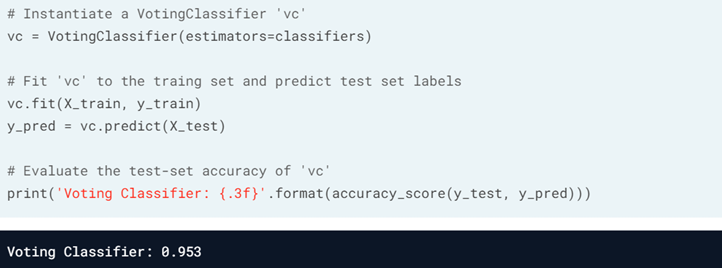 # Instantiate a VotingClassifier 'vc'
vc = VotingClassifier(estimators=classifiers)
# Fit 'vc' to the traing set and predict test set labels
vc.fit(X_train, y_train)
y_pred = vc.predict(X_test)
# Evaluate the test-set accuracy of 'vc'
print('Voting Classifier: {.3f}'.format(accuracy_score(y_test, y_pred)))
Voting Classifier: 0.953